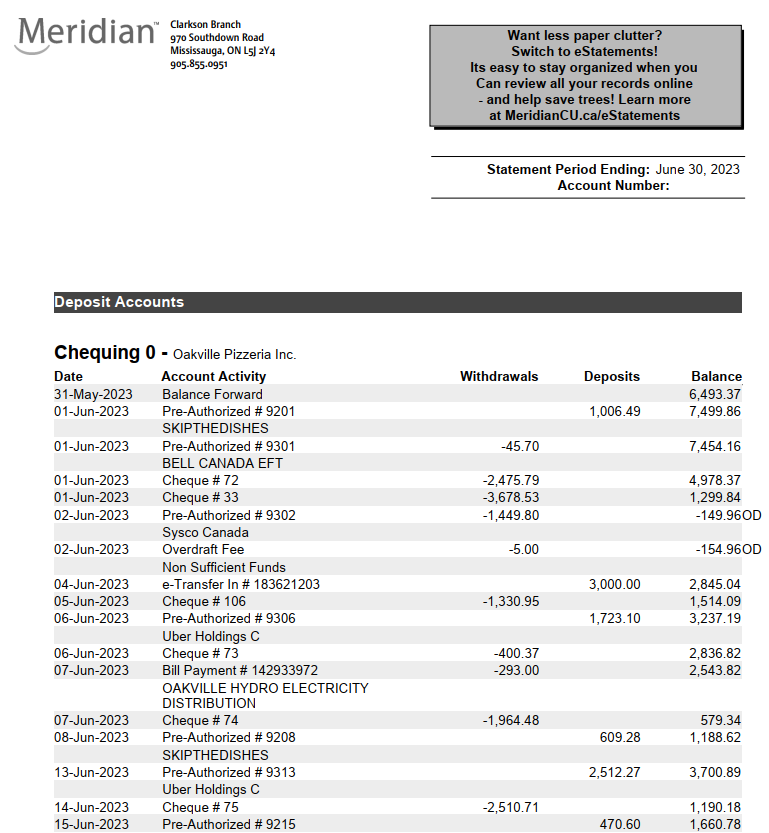 Meridian™
Clarkson Branch
970 Southdown Road
Mississauga, ON L5J 2Y4
905.855.0951
Want less paper clutter?
Switch to eStatements!
Its easy to stay organized when you
Can review all your records online
- and help save trees! Learn more
at MeridianCU.ca/eStatements
Statement Period Ending: June 30, 2023
Account Number:
Deposit Accounts
Chequing 0 - Oakville Pizzeria Inc.
Date Account Activity Withdrawals Deposits Balance
31-May-2023 Balance Forward 6,493.37
01-Jun-2023 Pre-Authorized # 9201 1,006.49 7,499.86
SKIPTHEDISHES
01-Jun-2023 Pre-Authorized # 9301 -45.70 7,454.16
BELL CANADA EFT
01-Jun-2023 Cheque # 72 -2,475.79 4,978.37
01-Jun-2023 Cheque # 33 -3,678.53 1,299.84
02-Jun-2023 Pre-Authorized # 9302 -1,449.80 -149.96OD
Sysco Canada
02-Jun-2023 Overdraft Fee -5.00 -154.96OD
Non Sufficient Funds
04-Jun-2023 e-Transfer In # 183621203 3,000.00 2,845.04
05-Jun-2023 Cheque # 106 -1,330.95 1,514.09
06-Jun-2023 Pre-Authorized # 9306 1,723.10 3,237.19
Uber Holdings C
06-Jun-2023 Cheque # 73 -400.37 2,836.82
07-Jun-2023 Bill Payment # 142933972 -293.00 2,543.82
OAKVILLE HYDRO ELECTRICITY
DISTRIBUTION
07-Jun-2023 Cheque # 74 -1,964.48 579.34
08-Jun-2023 Pre-Authorized # 9208 609.28 1,188.62
SKIPTHEDISHES
13-Jun-2023 Pre-Authorized # 9313 2,512.27 3,700.89
Uber Holdings C
14-Jun-2023 Cheque # 75 -2,510.71 1,190.18
15-Jun-2023 Pre-Authorized # 9215 470.60 1,660.78